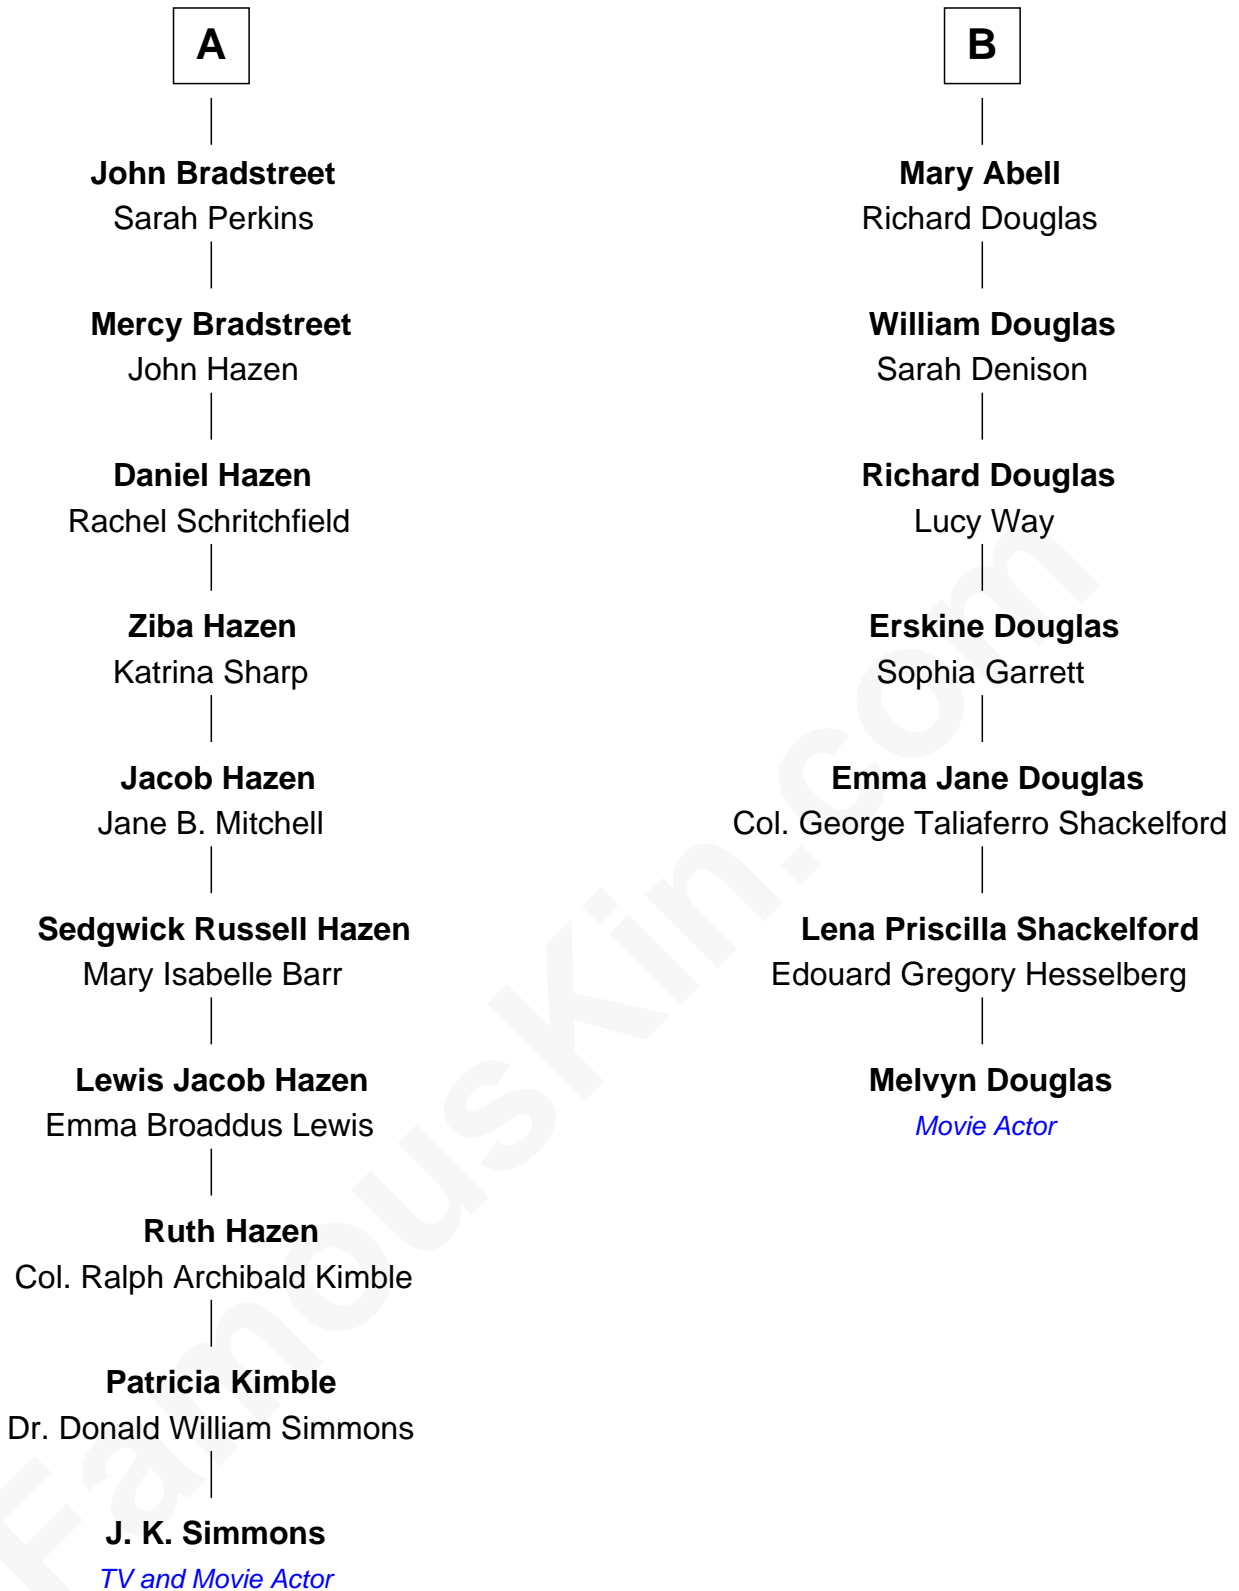 A
John Bradstreet
Sarah Perkins
Mercy Bradstreet
John Hazen
Daniel Hazen
Rachel Schritchfield
Ziba Hazen
Katrina Sharp
Jacob Hazen
Jane B. Mitchell
Sedgwick Russell Hazen
Mary Isabelle Barr
Lewis Jacob Hazen
Emma Broaddus Lewis
Ruth Hazen
Col. Ralph Archibald Kimble
Patricia Kimble
Dr. Donald William Simmons
J. K. Simmons
TV and Movie Actor
B
Mary Abell
Richard Douglas
William Douglas
Sarah Denison
Richard Douglas
Lucy Way
Erskine Douglas
Sophia Garrett
Emma Jane Douglas
Col. George Taliaferro Shackelford
Lena Priscilla Shackelford
Edouard Gregory Hesselberg
Melvyn Douglas
Movie Actor
FamousKin.com